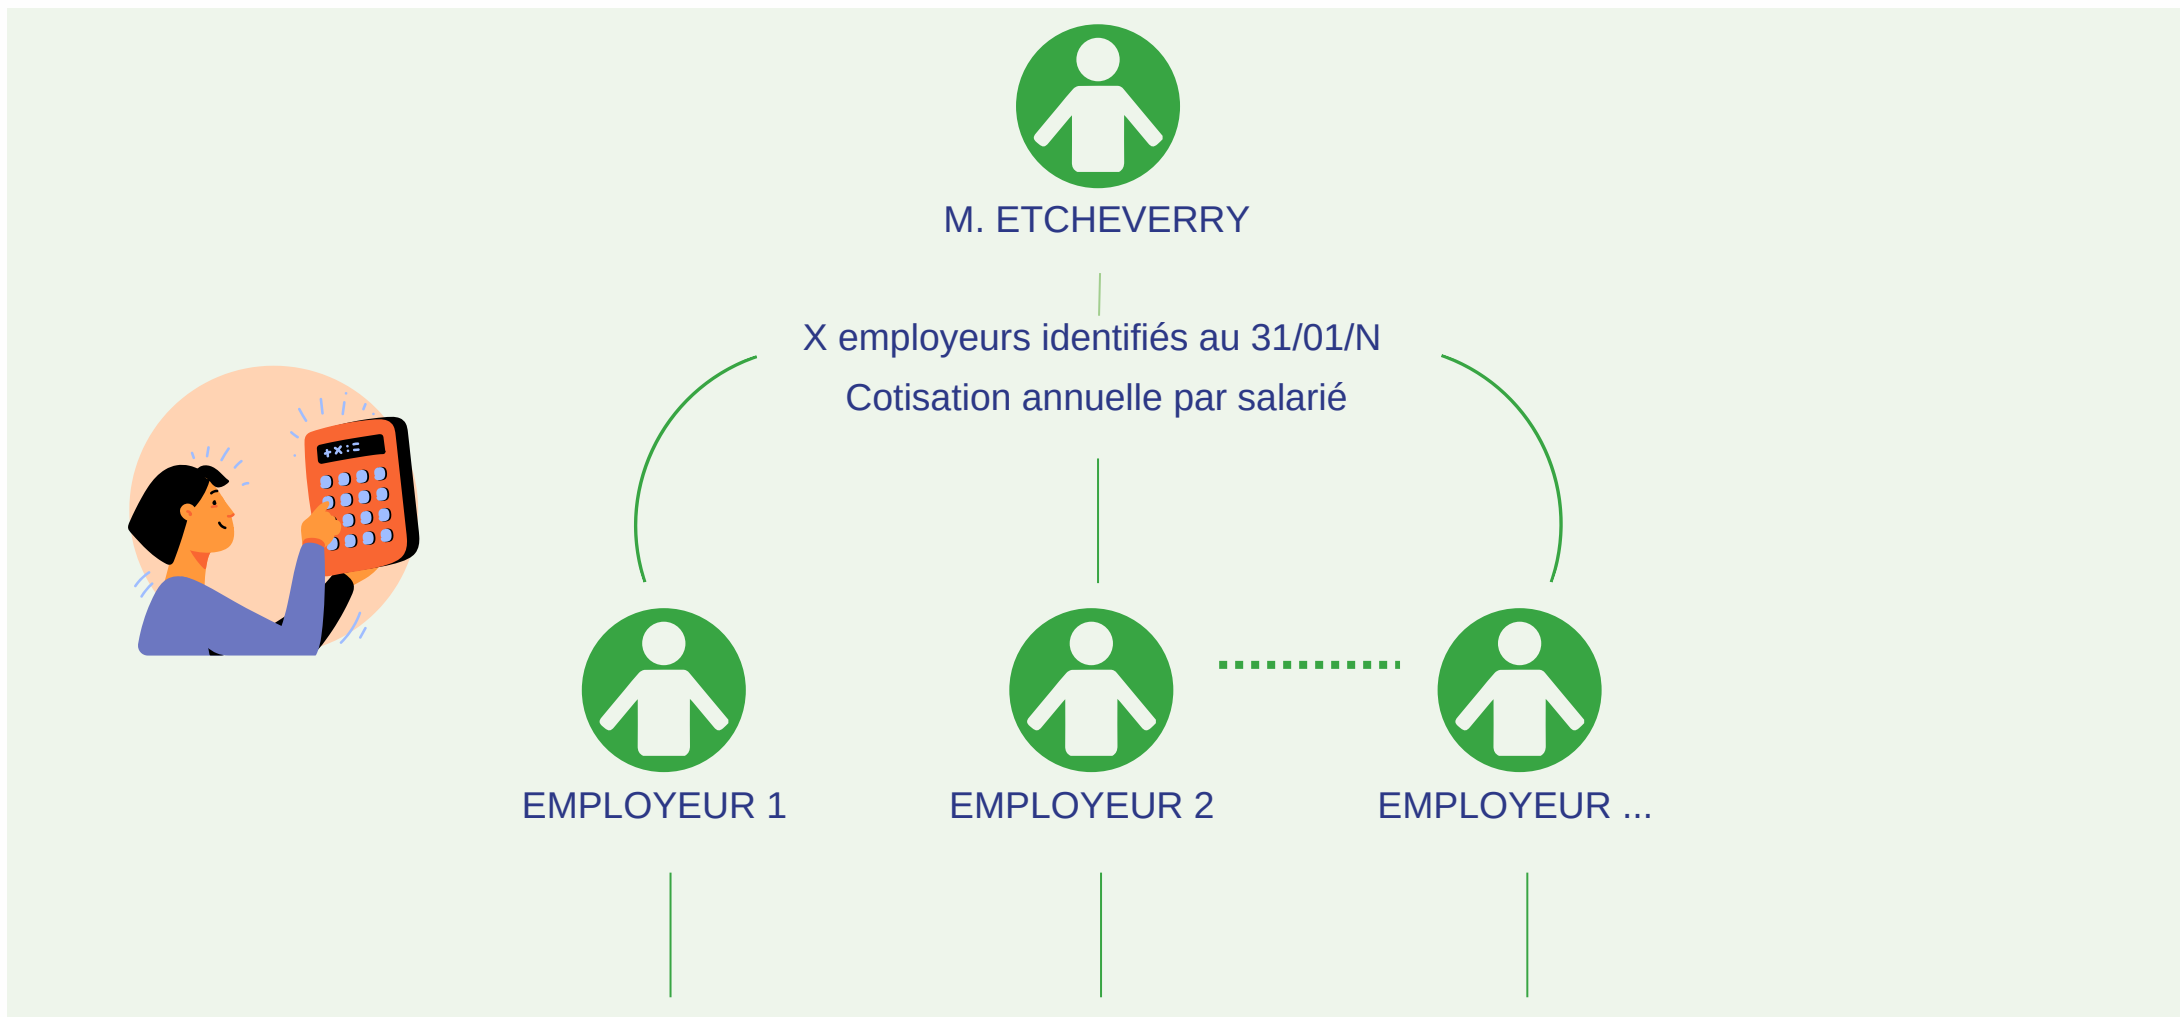 M. ETCHEVERRY
X employeurs identifiés au 31/01/N
Cotisation annuelle par salarié
EMPLOYEUR 1
EMPLOYEUR 2
EMPLOYEUR ...